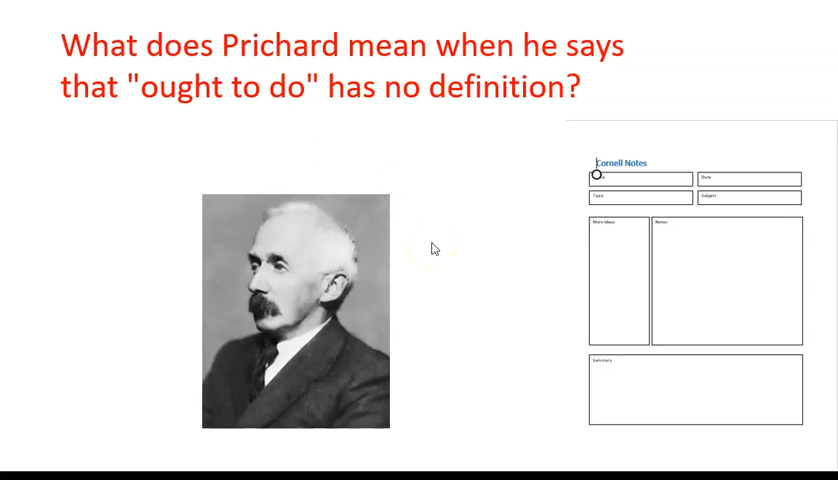 What does Prichard mean when he says
that "ought to do" has no definition?
Cornell Notes
Date
Topic
Subject
Main Ideas
Notes
Summary